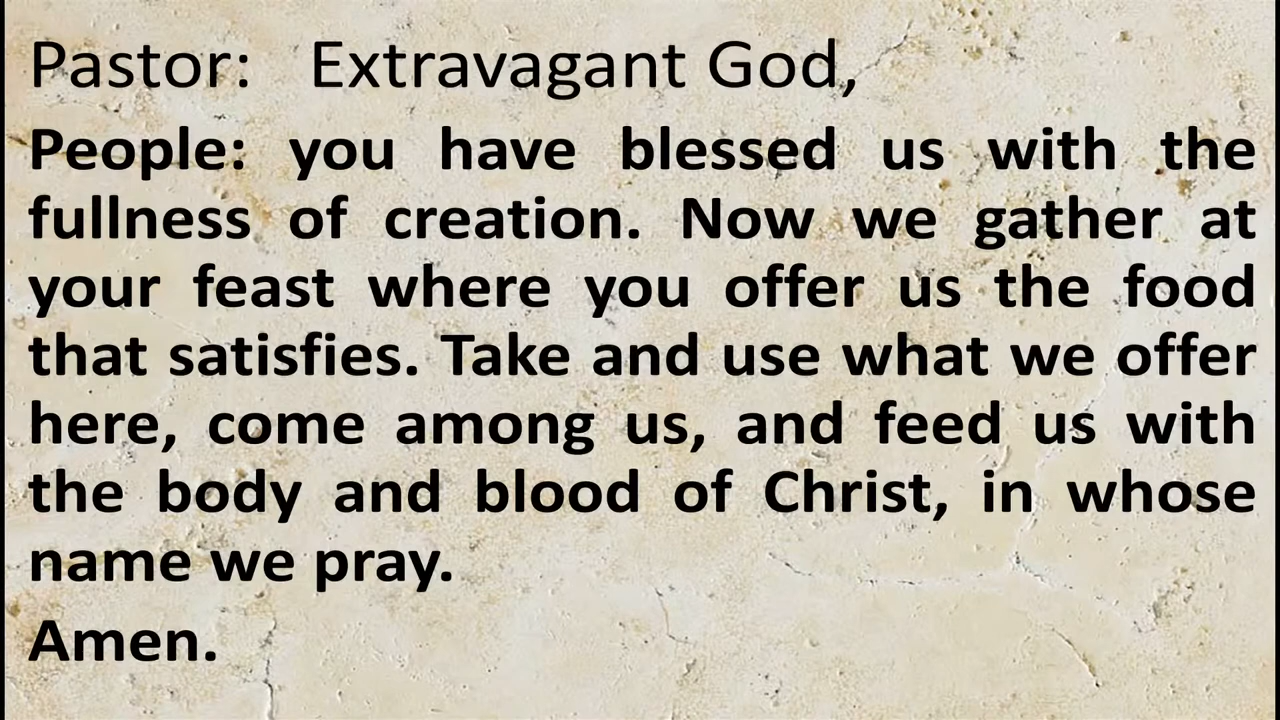 Pastor: Extravagant God,
People: you have blessed us with the
fullness of creation. Now we gather at
your feast where you offer us the food
that satisfies. Take and use what we offer
here, come among us, and feed us with
the body and blood of Christ, in whose
name we pray.
Amen.